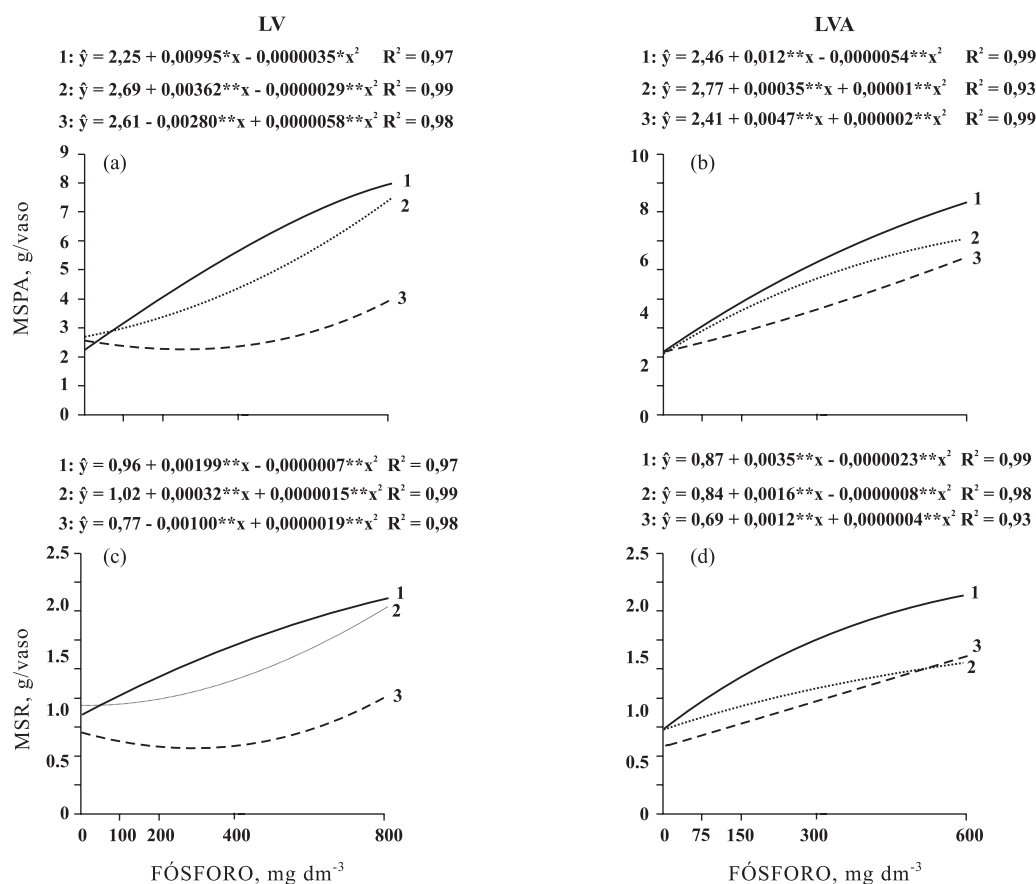 LV
1: ŷ = 2,25 + 0,00995*x - 0,0000035*x² R² = 0,97
2: ŷ = 2,69 + 0,00362**x - 0,0000029**x² R² = 0,99
3: ŷ = 2,61 - 0,00280**x + 0,0000058**x² R² = 0,98
9
8
7
6
5
4
3
2
1
0
(a)
1
2
3
MSPA, g/vaso
LVA
1: ŷ = 2,46 + 0,012**x - 0,0000054**x² R² = 0,99
2: ŷ = 2,77 + 0,00035**x + 0,00001**x² R² = 0,93
3: ŷ = 2,41 + 0,0047**x + 0,000002**x² R² = 0,99
10
8
6
4
2
0
(b)
1
2
3
1: ŷ = 0,96 + 0,00199**x - 0,0000007**x² R² = 0,97
2: ŷ = 1,02 + 0,00032**x + 0,0000015**x² R² = 0,99
3: ŷ = 0,77 - 0,00100**x + 0,0000019**x² R² = 0,98
2.5
2.0
1.5
1.0
0.5
0
(c)
1
2
3
MSR, g/vaso
0 100 200 400 800
FÓSFORO, mg dm⁻³
1: ŷ = 0,87 + 0,0035**x - 0,0000023**x² R² = 0,99
2: ŷ = 0,84 + 0,0016**x - 0,0000008**x² R² = 0,98
3: ŷ = 0,69 + 0,0012**x + 0,0000004**x² R² = 0,93
2.5
2.0
1.5
1.0
0.5
0
(d)
1
3
2
0 75 150 300 600
FÓSFORO, mg dm⁻³